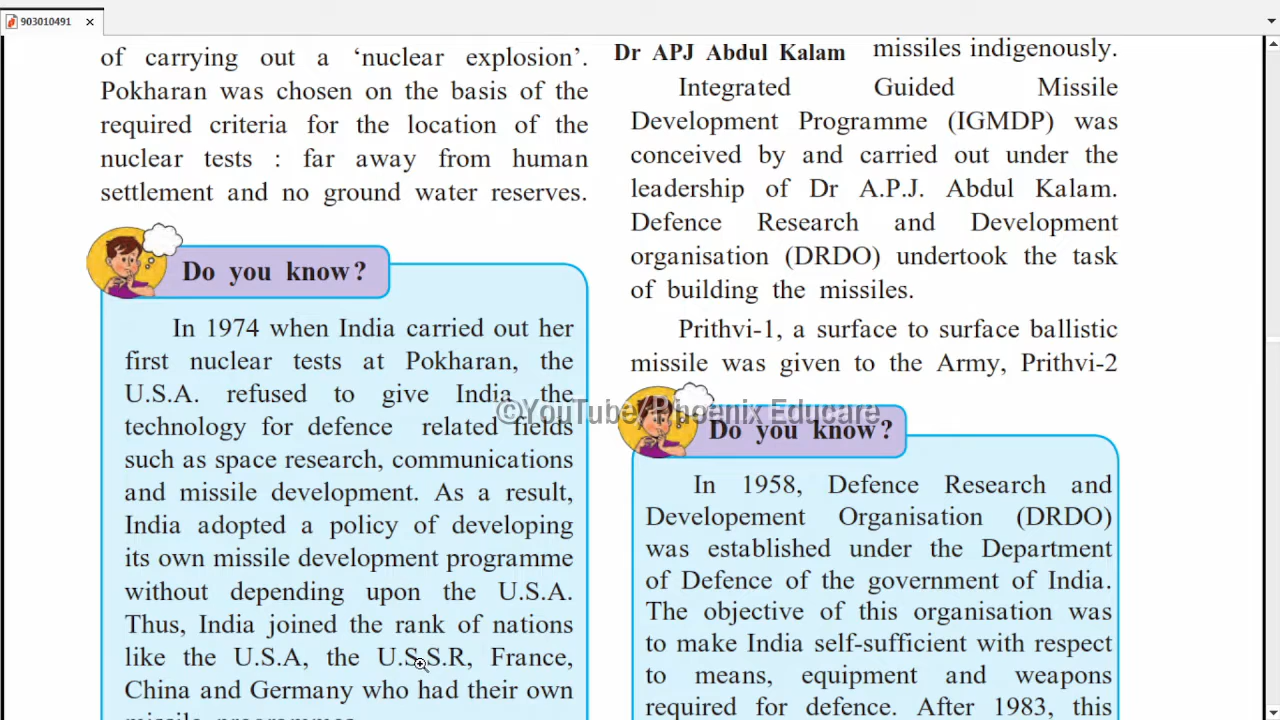 903010491
of carrying out a ‘nuclear explosion’.
Pokharan was chosen on the basis of the
required criteria for the location of the
nuclear tests : far away from human
settlement and no ground water reserves.
Do you know?
In 1974 when India carried out her
first nuclear tests at Pokharan, the
U.S.A. refused to give India the
technology for defence related fields
such as space research, communications
and missile development. As a result,
India adopted a policy of developing
its own missile development programme
without depending upon the U.S.A.
Thus, India joined the rank of nations
like the U.S.A, the U.S.S.R, France,
China and Germany who had their own
missile programmes.
Dr APJ Abdul Kalam
missiles indigenously.
Integrated Guided Missile
Development Programme (IGMDP) was
conceived by and carried out under the
leadership of Dr A.P.J. Abdul Kalam.
Defence Research and Development
organisation (DRDO) undertook the task
of building the missiles.
Prithvi-1, a surface to surface ballistic
missile was given to the Army, Prithvi-2
©YouTube/Phoenix Educare
Do you know?
In 1958, Defence Research and
Developement Organisation (DRDO)
was established under the Department
of Defence of the government of India.
The objective of this organisation was
to make India self-sufficient with respect
to means, equipment and weapons
required for defence. After 1983, this